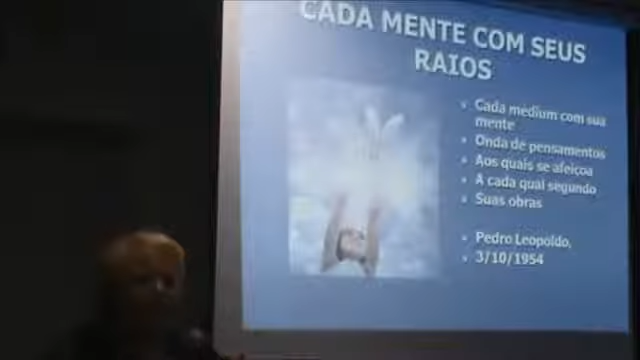 CADA MENTE COM SEUS
RAIOS
Cada médium com sua
mente
Onda de pensamentos
Aos quais se afeiçoa
A cada qual segundo
Suas obras
Pedro Leopoldo,
3/10/1954